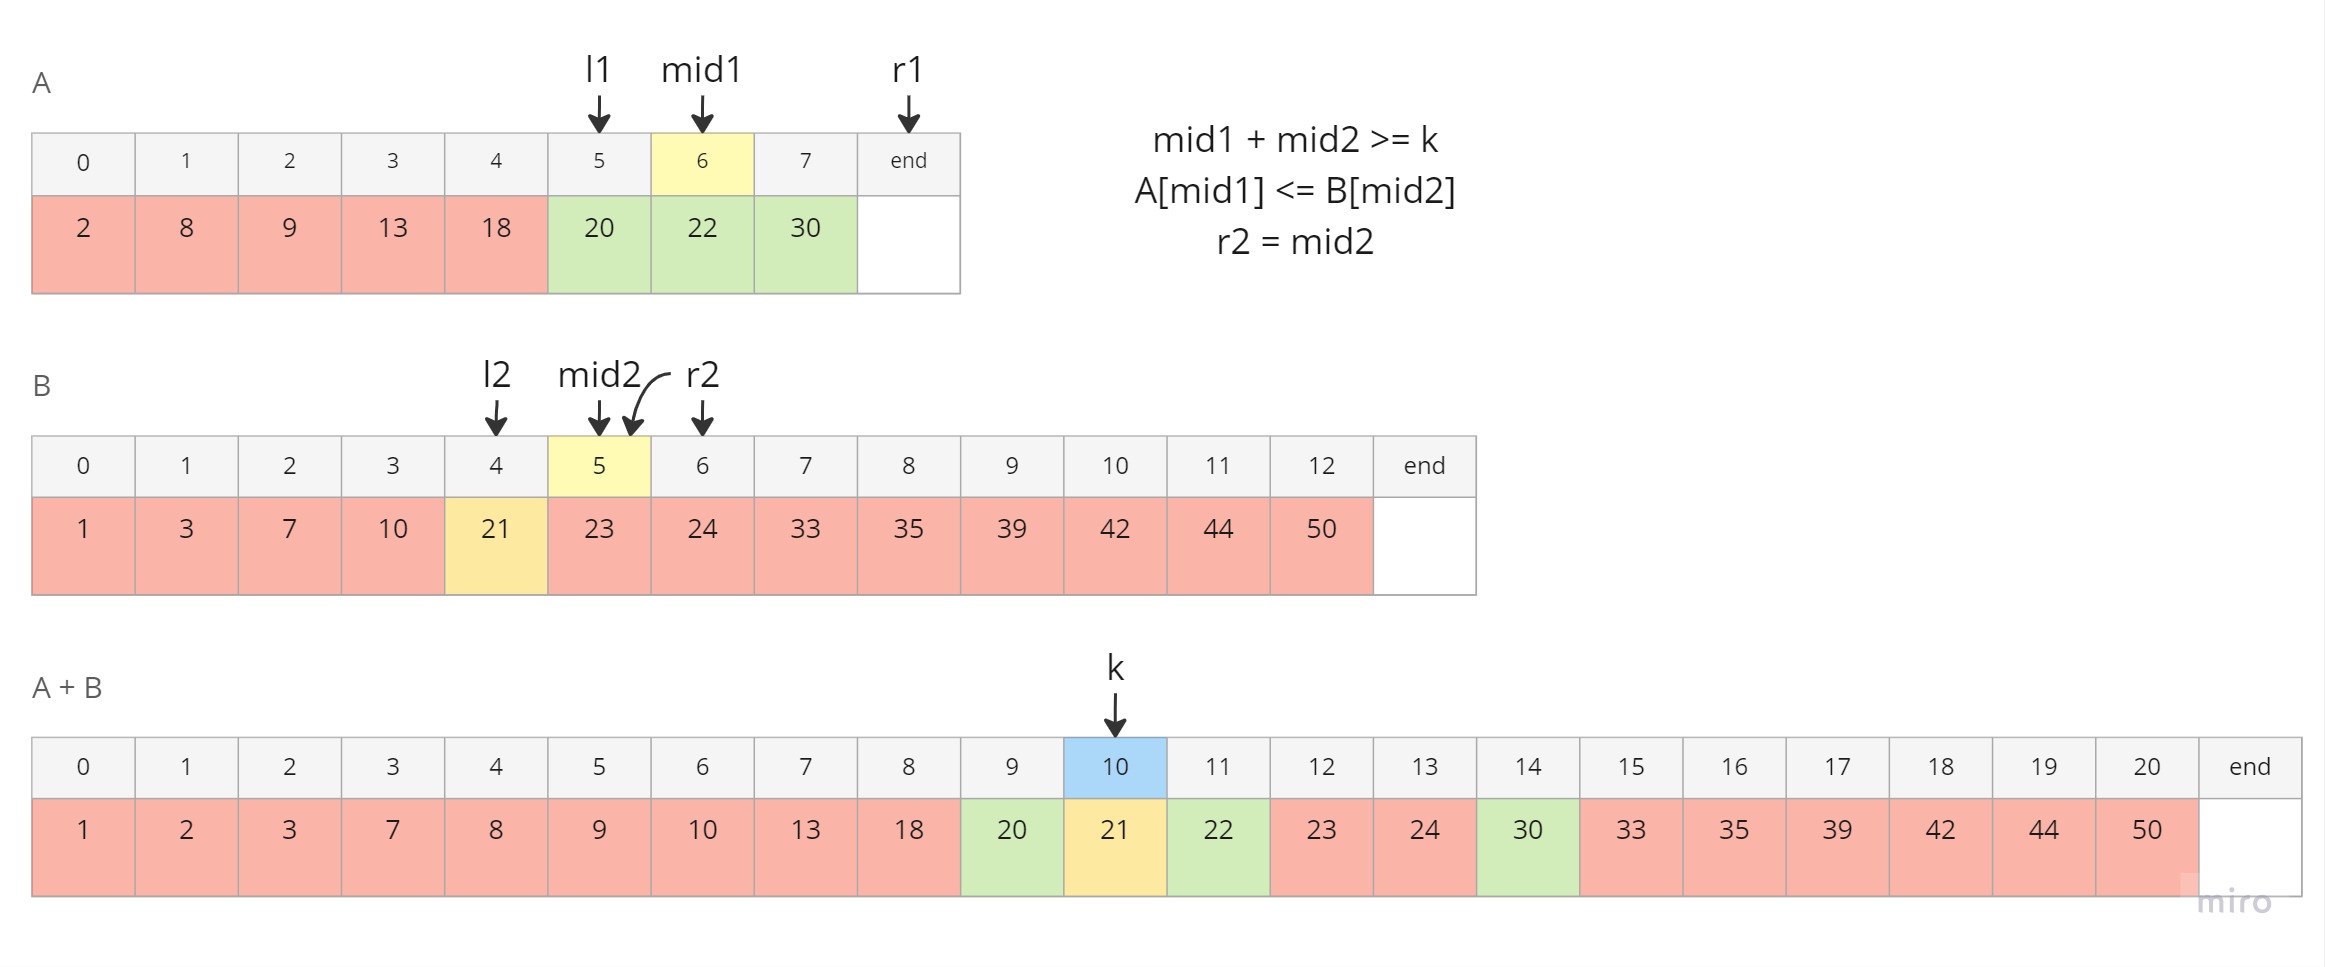 A
l1 mid1 r1
0 1 2 3 4 5 6 7 end
2 8 9 13 18 20 22 30
mid1 + mid2 >= k
A[mid1] <= B[mid2]
r2 = mid2
B
l2 mid2 r2
0 1 2 3 4 5 6 7 8 9 10 11 12 end
1 3 7 10 21 23 24 33 35 39 42 44 50
A + B
k
0 1 2 3 4 5 6 7 8 9 10 11 12 13 14 15 16 17 18 19 20 end
1 2 3 7 8 9 10 13 18 20 21 22 23 24 30 33 35 39 42 44 50
miro